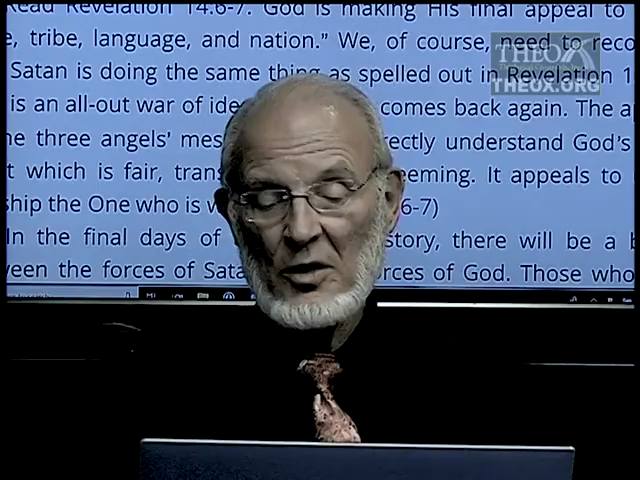 Read Revelation 14:6-7. God is making His final appeal to
e, tribe, language, and nation.” We, of course, need to reco
Satan is doing the same thing as spelled out in Revelation 1
is an all-out war of ide comes back again. The a
he three angels' mes rectly understand God's
t which is fair, tran eeming. It appeals to
ship the One who is w 6-7)
In the final days of story, there will be a b
ween the forces of Sata rces of God. Those who
THEO
THEOX.ORG